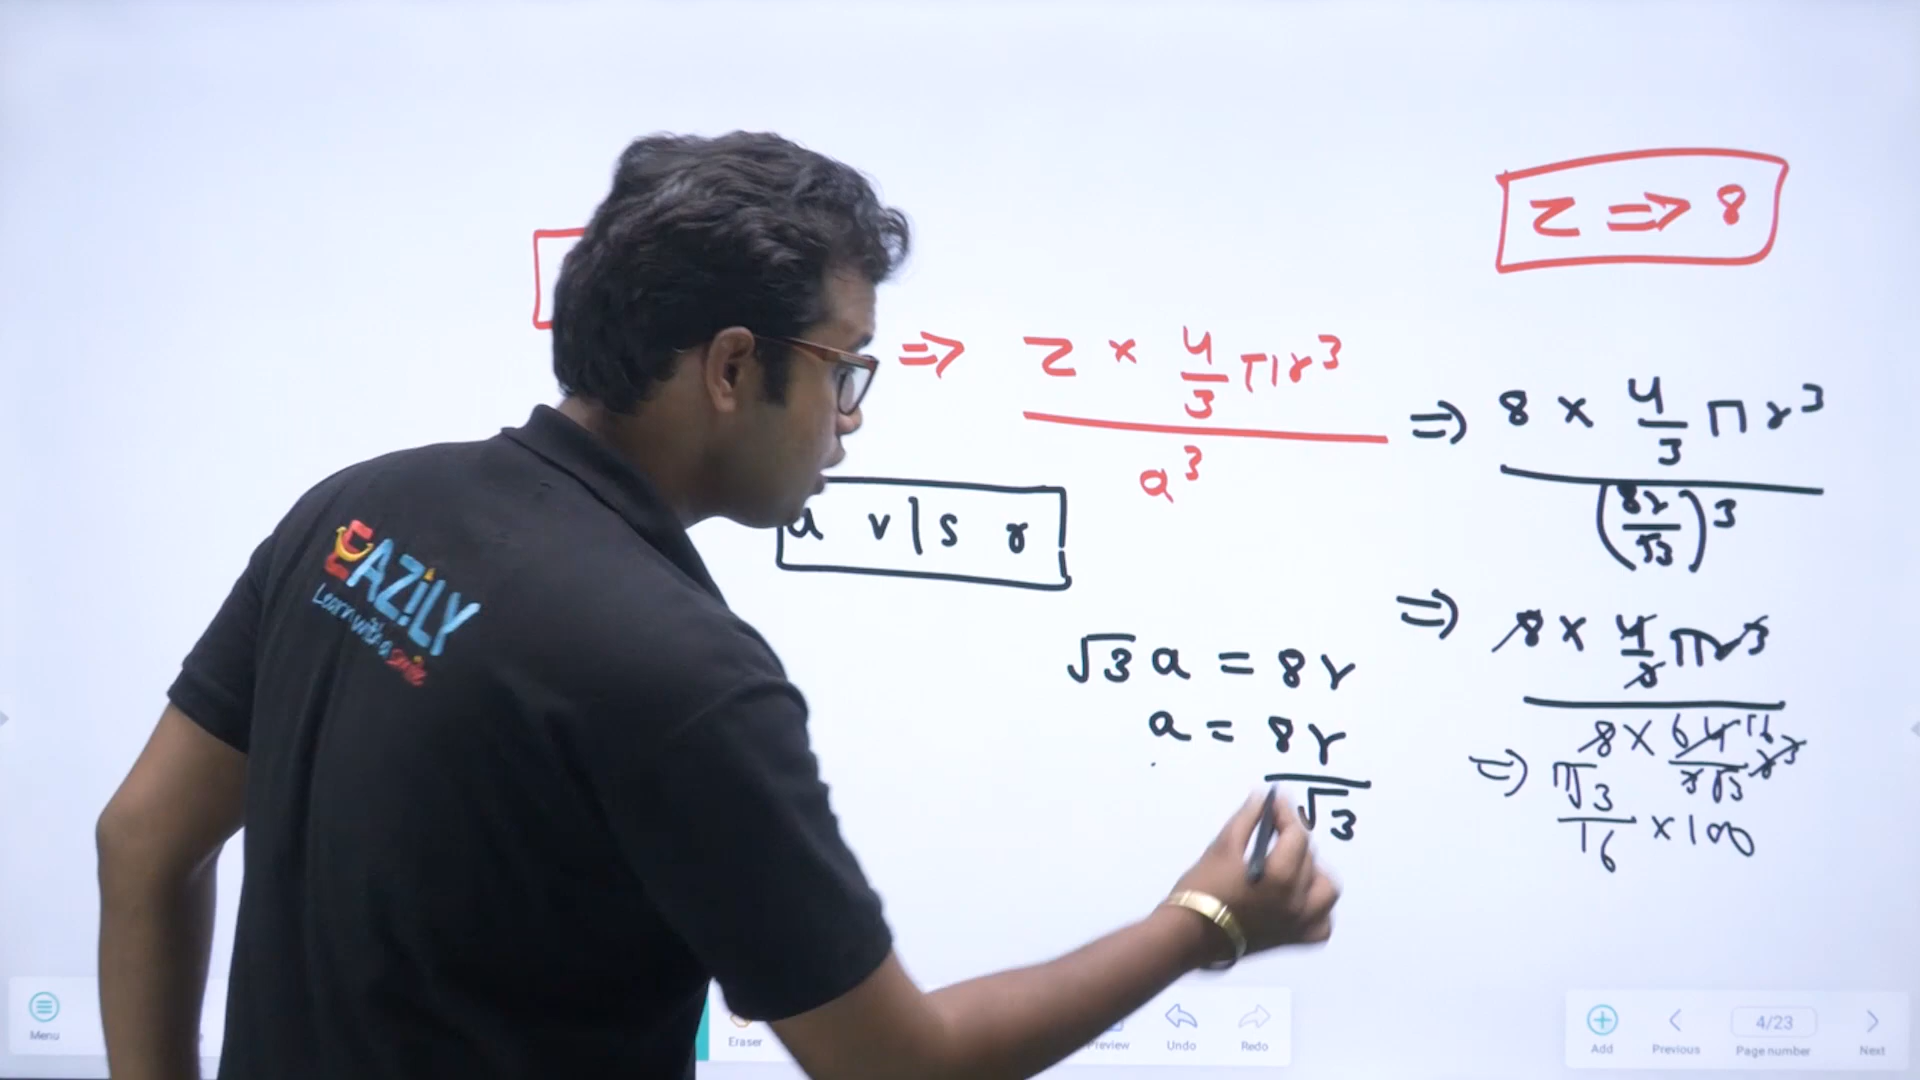 Z => 8
=> Z × 4/3 πr³ / a³
=> 8 × 4/3 πr³ / (8r/√3)³
a v|s r
=> 8 × 4/3 πr³ / 8 × 64 16/3√3 r³
√3 a = 8r
a = 8r/√3
=> π√3/16 × 100
EAZILY
Learn with a smile
Menu
Eraser
Preview
Undo
Redo
Add
Previous
4/23
Page number
Next